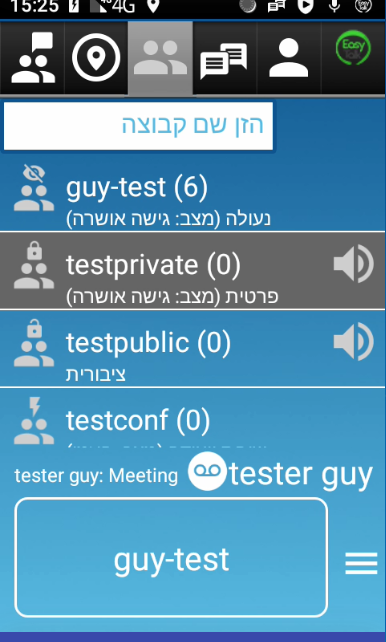 15:25
4G
Easy
הזן שם קבוצה
guy-test (6)
נעולה (מצב: גישה אושרה)
testprivate (0)
פרטית (מצב: גישה אושרה)
testpublic (0)
ציבורית
testconf (0)
tester guy: Meeting
tester guy
guy-test